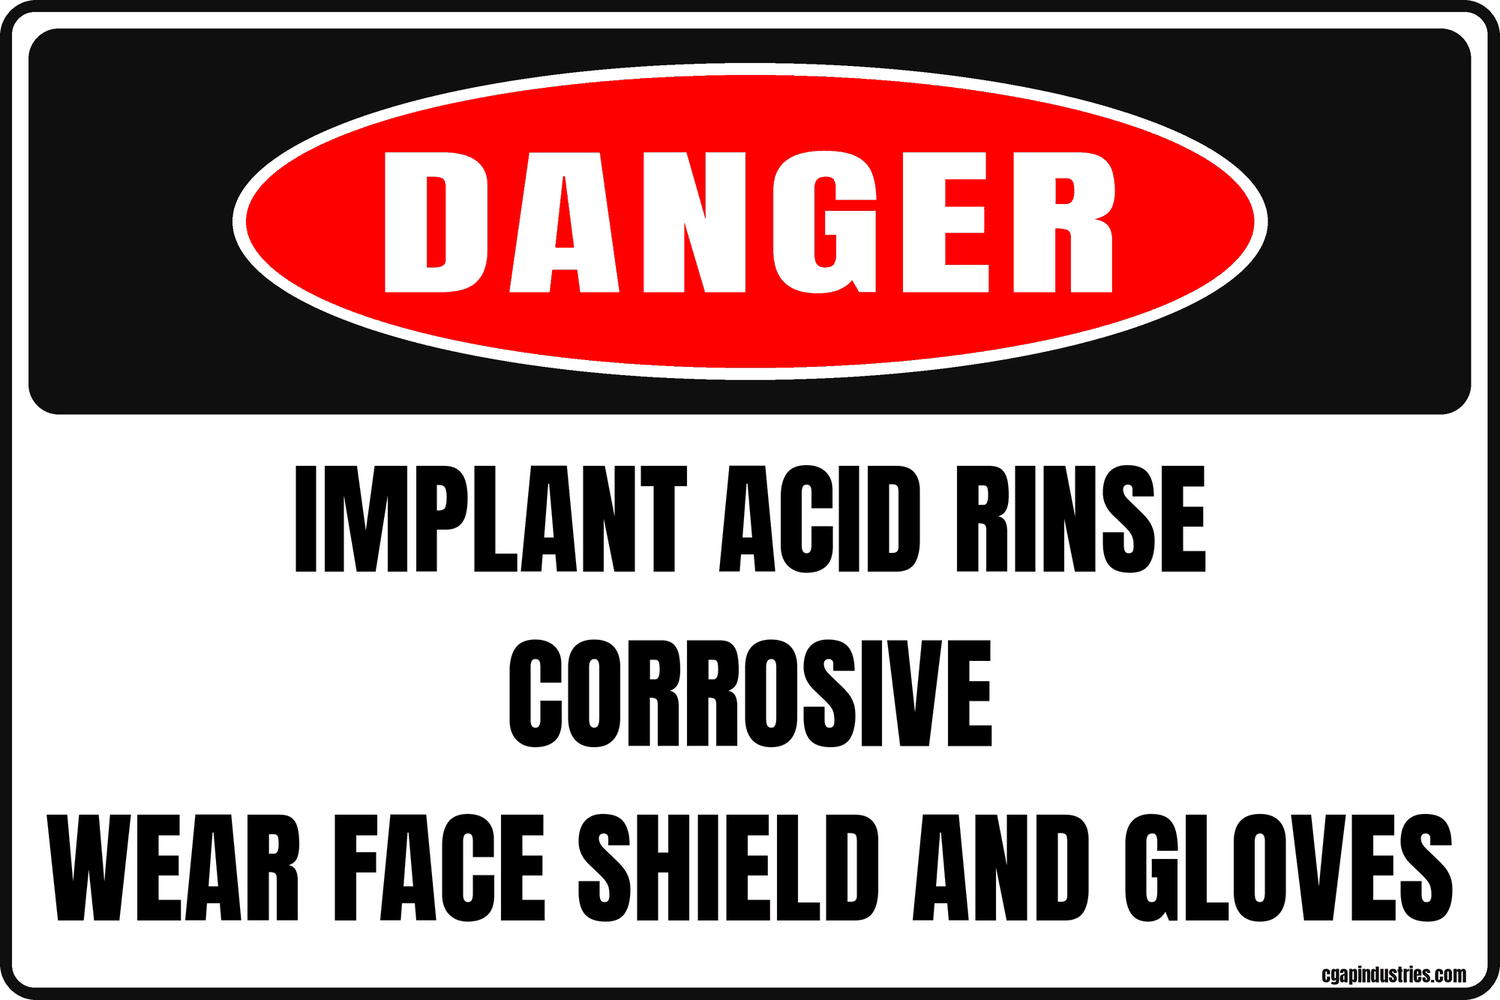 DANGER
IMPLANT ACID RINSE
CORROSIVE
WEAR FACE SHIELD AND GLOVES
cgapindustries.com